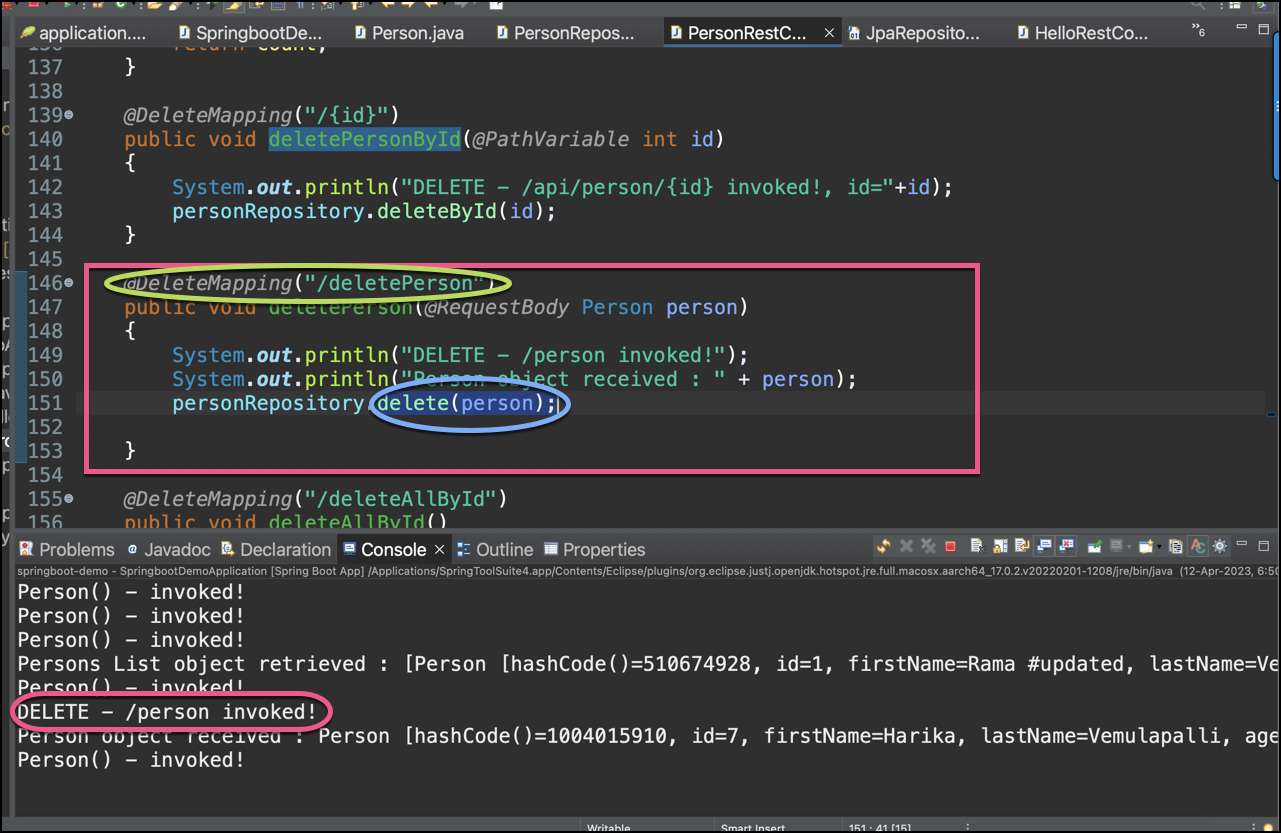 application.... SpringbootDe... Person.java PersonRepos... PersonRestC... JpaReposito... HelloRestCo... »6
136 return count;
137 }
138
139 @DeleteMapping("/{id}")
140 public void deletePersonById(@PathVariable int id)
141 {
142 System.out.println("DELETE - /api/person/{id} invoked!, id="+id);
143 personRepository.deleteById(id);
144 }
145
146 @DeleteMapping("/deletePerson")
147 public void deletePerson(@RequestBody Person person)
148 {
149 System.out.println("DELETE - /person invoked!");
150 System.out.println("Person object received : " + person);
151 personRepository.delete(person);
152
153 }
154
155 @DeleteMapping("/deleteAllById")
156 public void deleteAllById()
Problems Javadoc Declaration Console Outline Properties
springboot-demo - SpringbootDemoApplication [Spring Boot App] /Applications/SpringToolSuite4.app/Contents/Eclipse/plugins/org.eclipse.justj.openjdk.hotspot.jre.full.macosx.aarch64_17.0.2.v20220201-1208/jre/bin/java (12-Apr-2023, 6:50
Person() - invoked!
Person() - invoked!
Person() - invoked!
Persons List object retrieved : [Person [hashCode()=510674928, id=1, firstName=Rama #updated, lastName=Ve
Person() - invoked!
DELETE - /person invoked!
Person object received : Person [hashCode()=1004015910, id=7, firstName=Harika, lastName=Vemulapalli, age
Person() - invoked!
Writable Smart Insert 151 : 41 [15]